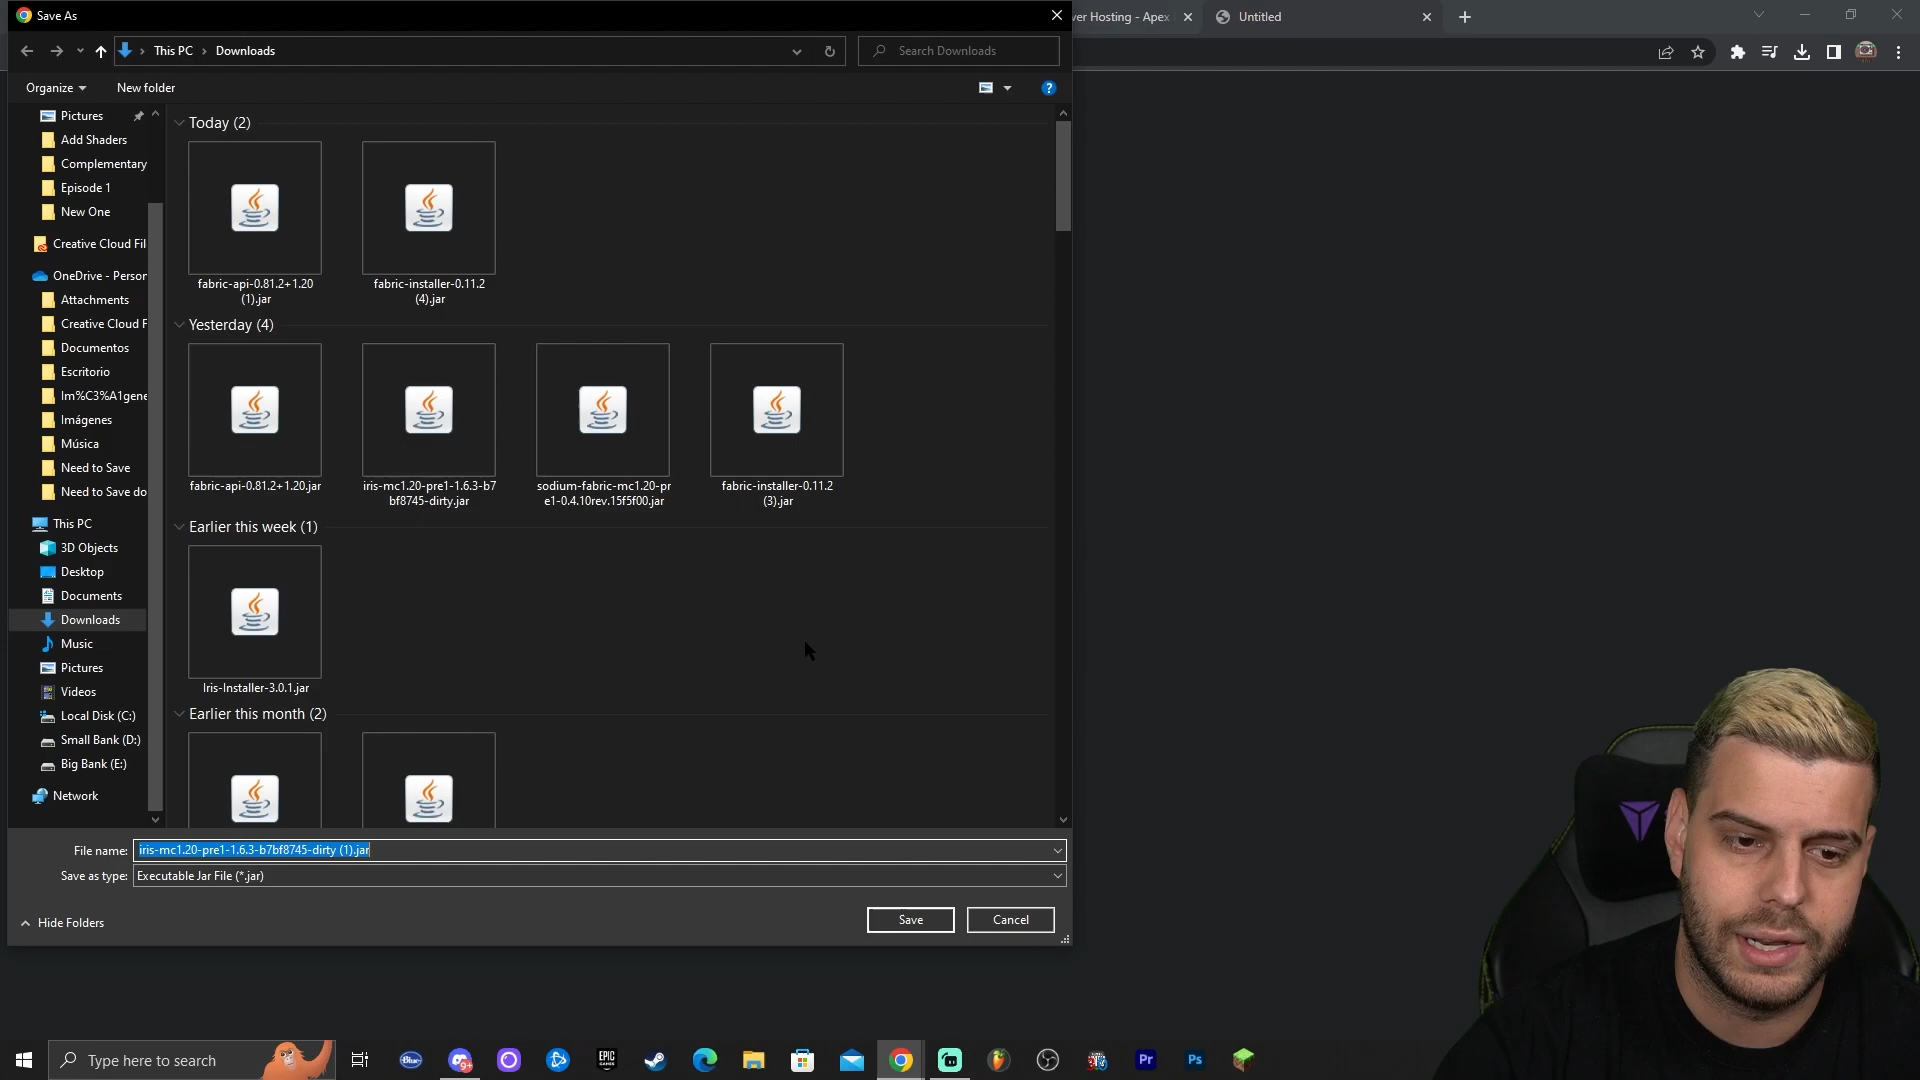 Save As
ver Hosting - Apex
Untitled
This PC
Downloads
Search Downloads
Organize
New folder
Pictures
Add Shaders
Complementary
Episode 1
New One
Creative Cloud Fil
OneDrive - Person
Attachments
Creative Cloud F
Documentos
Escritorio
Im%C3%A1gene
Imágenes
Música
Need to Save
Need to Save do
This PC
3D Objects
Desktop
Documents
Downloads
Music
Pictures
Videos
Local Disk (C:)
Small Bank (D:)
Big Bank (E:)
Network
Today (2)
fabric-api-0.81.2+1.20
(1).jar
fabric-installer-0.11.2
(4).jar
Yesterday (4)
fabric-api-0.81.2+1.20.jar
iris-mc1.20-pre1-1.6.3-b7
bf8745-dirty.jar
sodium-fabric-mc1.20-pr
e1-0.4.10rev.15f5f00.jar
fabric-installer-0.11.2
(3).jar
Earlier this week (1)
Iris-Installer-3.0.1.jar
Earlier this month (2)
File name: iris-mc1.20-pre1-1.6.3-b7bf8745-dirty (1).jar
Save as type: Executable Jar File (*.jar)
Hide Folders
Save
Cancel
Type here to search
Blue
9+
EPIC
GAMES
Pr
Ps